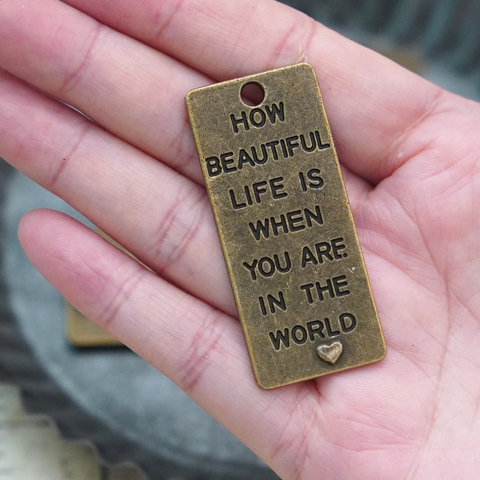 HOW
BEAUTIFUL
LIFE IS
WHEN
YOU ARE
IN THE
WORLD